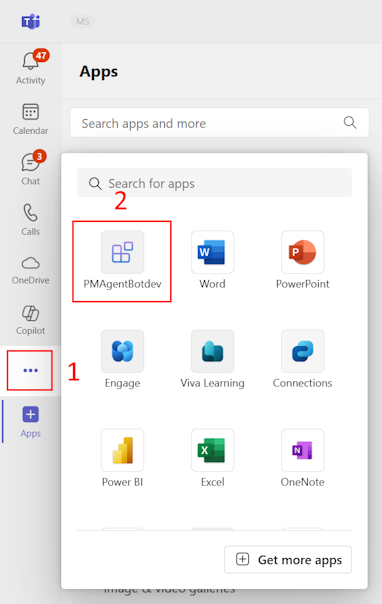 MS
47
Activity
Calendar
3
Chat
Calls
OneDrive
Copilot
1
Apps
Apps
Search apps and more
Search for apps
2
PMAgentBotdev
Word
PowerPoint
Engage
Viva Learning
Connections
Power BI
Excel
OneNote
Get more apps
image & video galleries